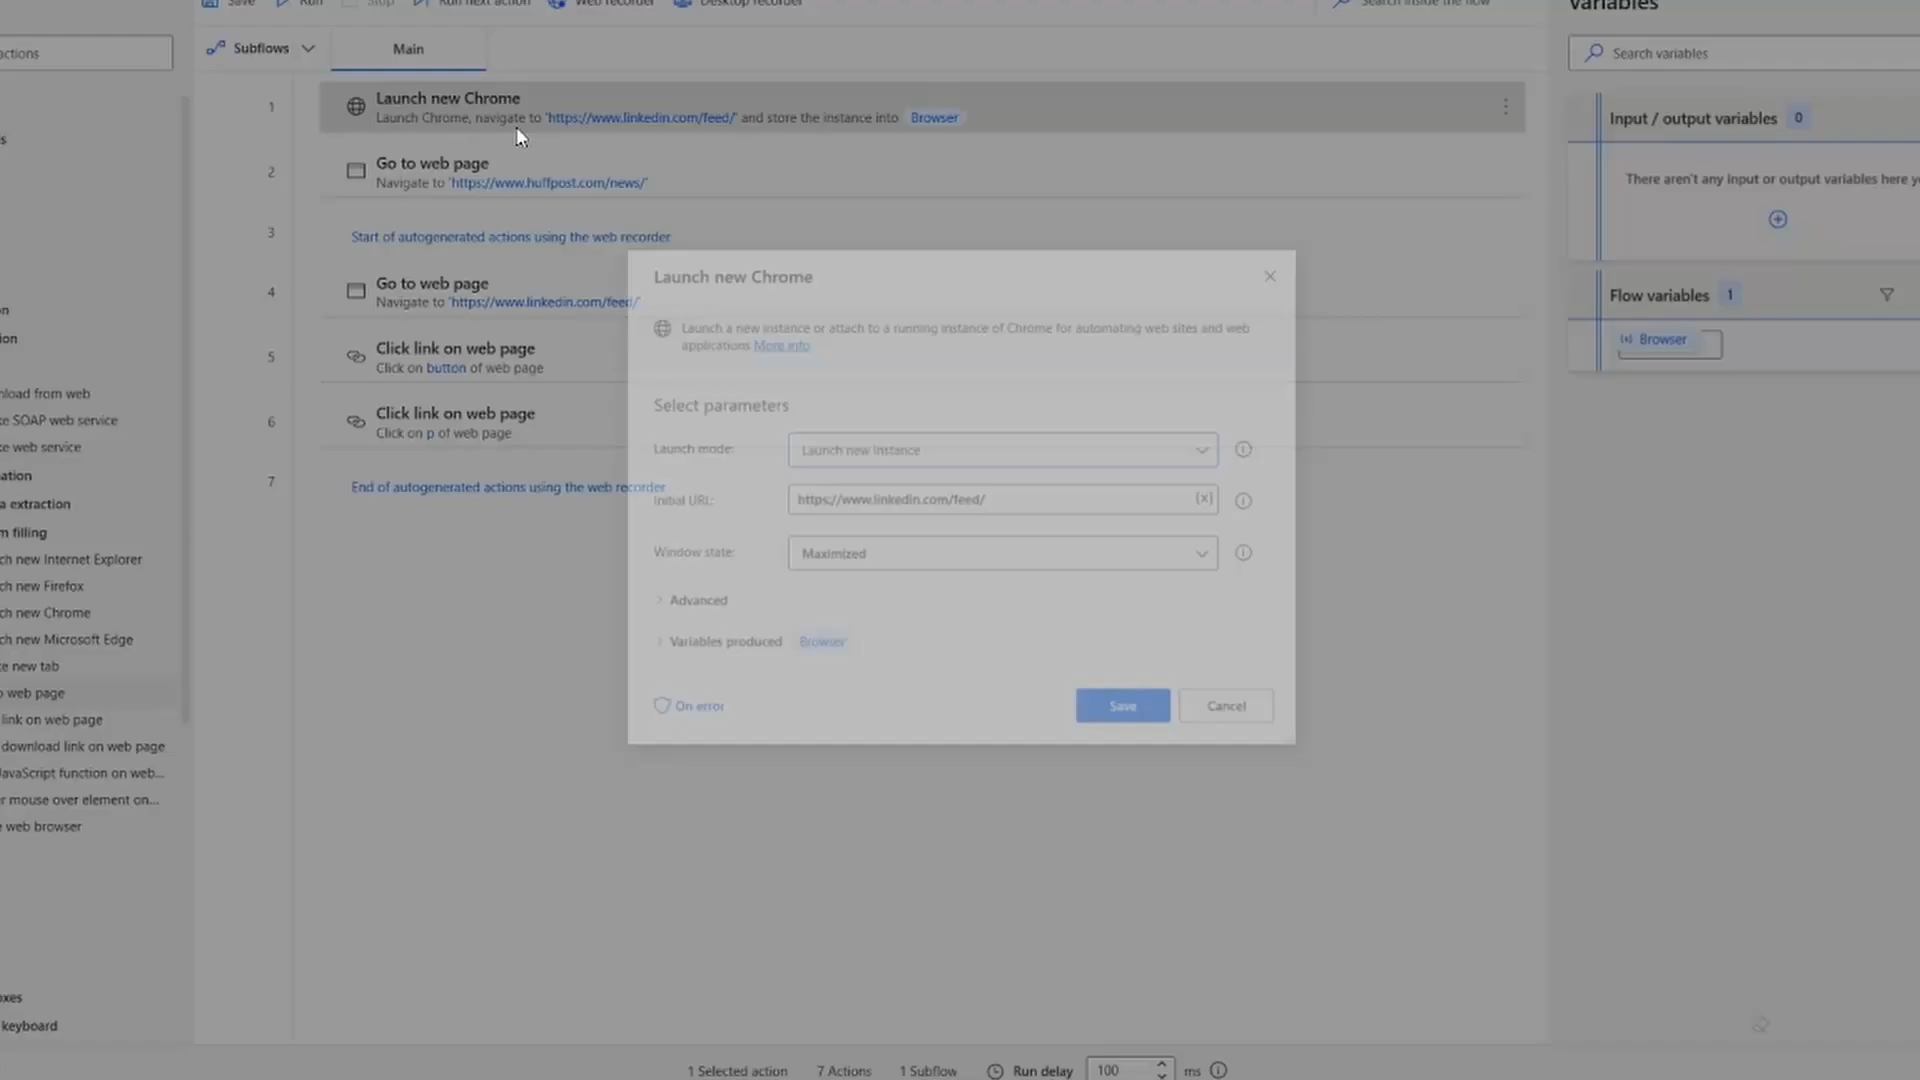 Save Run Stop Run next action Web recorder Desktop recorder Search inside the flow
Variables
actions
Subflows Main
Search variables
1
Launch new Chrome
Launch Chrome, navigate to 'https://www.linkedin.com/feed/' and store the instance into Browser
Input / output variables 0
2
Go to web page
Navigate to 'https://www.huffpost.com/news/'
There aren't any input or output variables here y
3
Start of autogenerated actions using the web recorder
4
Go to web page
Navigate to 'https://www.linkedin.com/feed/'
Flow variables 1
Browser
5
Click link on web page
Click on button of web page
6
Click link on web page
Click on p of web page
7
End of autogenerated actions using the web recorder
Launch new Chrome
Launch a new instance or attach to a running instance of Chrome for automating web sites and web
applications More info
Select parameters
Launch mode: Launch new instance
Initial URL: https://www.linkedin.com/feed/ {x}
Window state: Maximized
Advanced
Variables produced Browser
On error Save Cancel
s
n
ion
nload from web
ke SOAP web service
ke web service
ation
a extraction
m filling
ch new Internet Explorer
ch new Firefox
ch new Chrome
ch new Microsoft Edge
te new tab
o web page
link on web page
download link on web page
JavaScript function on web...
r mouse over element on...
e web browser
oxes
keyboard
1 Selected action 7 Actions 1 Subflow Run delay 100 ms